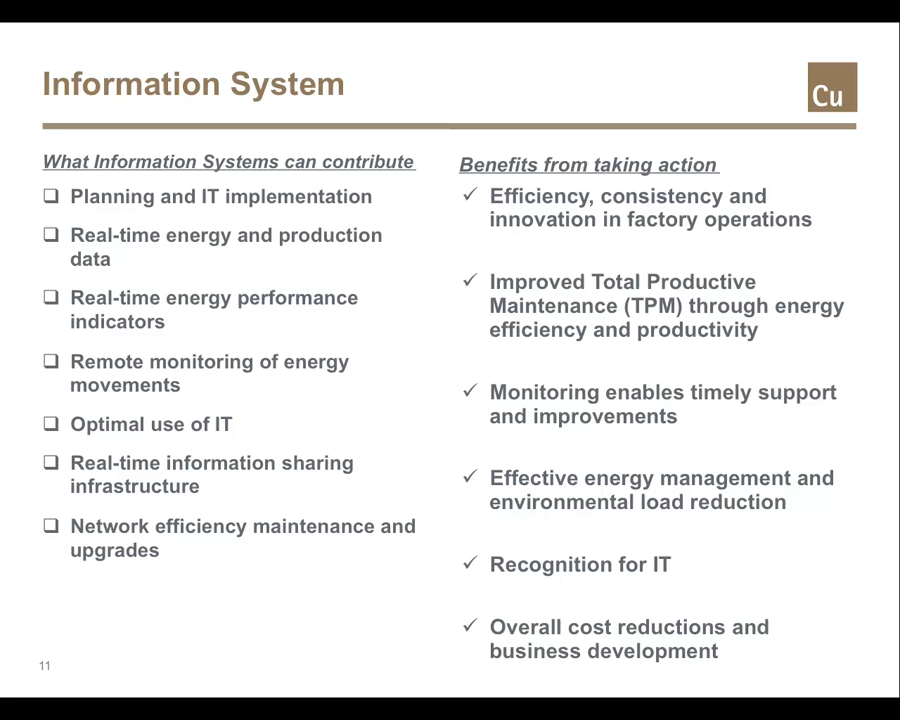 Information System
Cu
What Information Systems can contribute
❑ Planning and IT implementation
❑ Real-time energy and production
data
❑ Real-time energy performance
indicators
❑ Remote monitoring of energy
movements
❑ Optimal use of IT
❑ Real-time information sharing
infrastructure
❑ Network efficiency maintenance and
upgrades
Benefits from taking action
✓ Efficiency, consistency and
innovation in factory operations
✓ Improved Total Productive
Maintenance (TPM) through energy
efficiency and productivity
✓ Monitoring enables timely support
and improvements
✓ Effective energy management and
environmental load reduction
✓ Recognition for IT
✓ Overall cost reductions and
business development
11